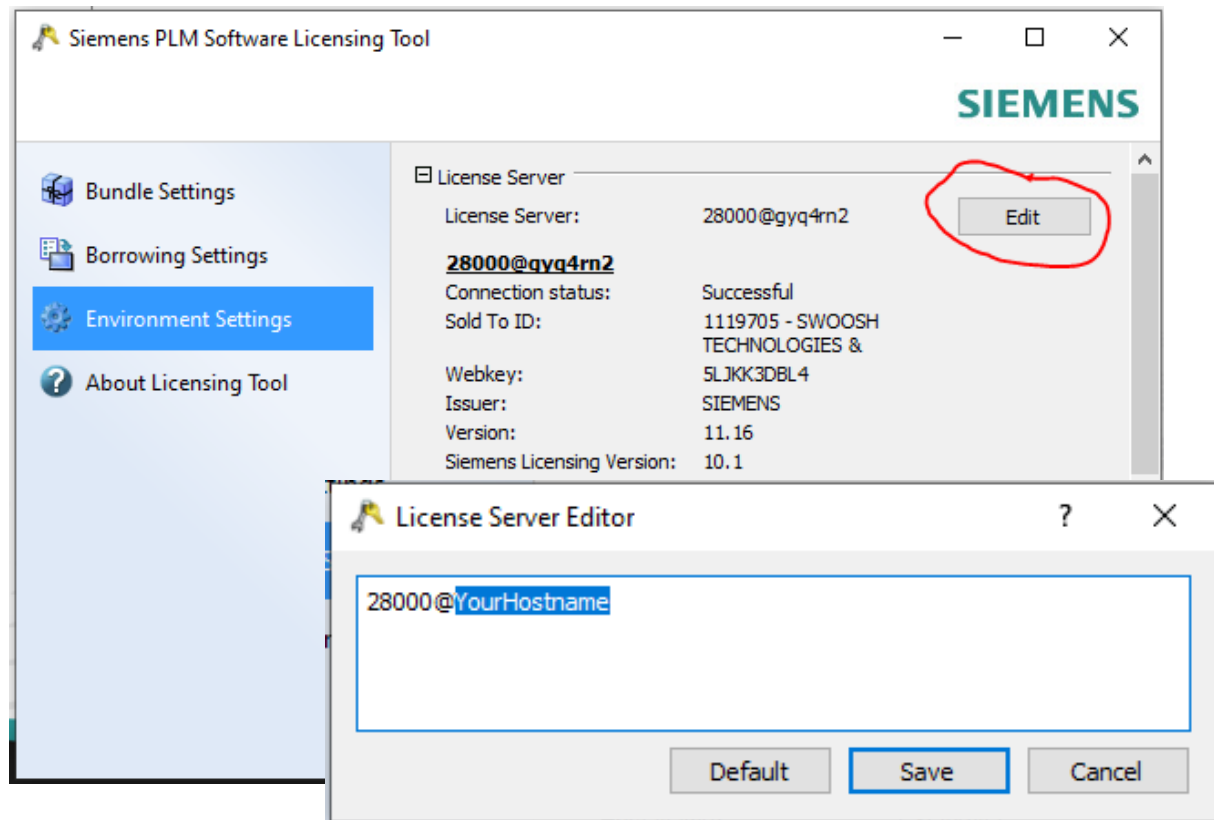 Siemens PLM Software Licensing Tool
SIEMENS
Bundle Settings
Borrowing Settings
Environment Settings
About Licensing Tool
License Server
License Server: 28000@gyq4rn2 Edit
28000@gyq4rn2
Connection status: Successful
Sold To ID: 1119705 - SWOOSH
TECHNOLOGIES &
Webkey: 5LJKK3DBL4
Issuer: SIEMENS
Version: 11.16
Siemens Licensing Version: 10.1
License Server Editor ?
28000@YourHostname
Default Save Cancel